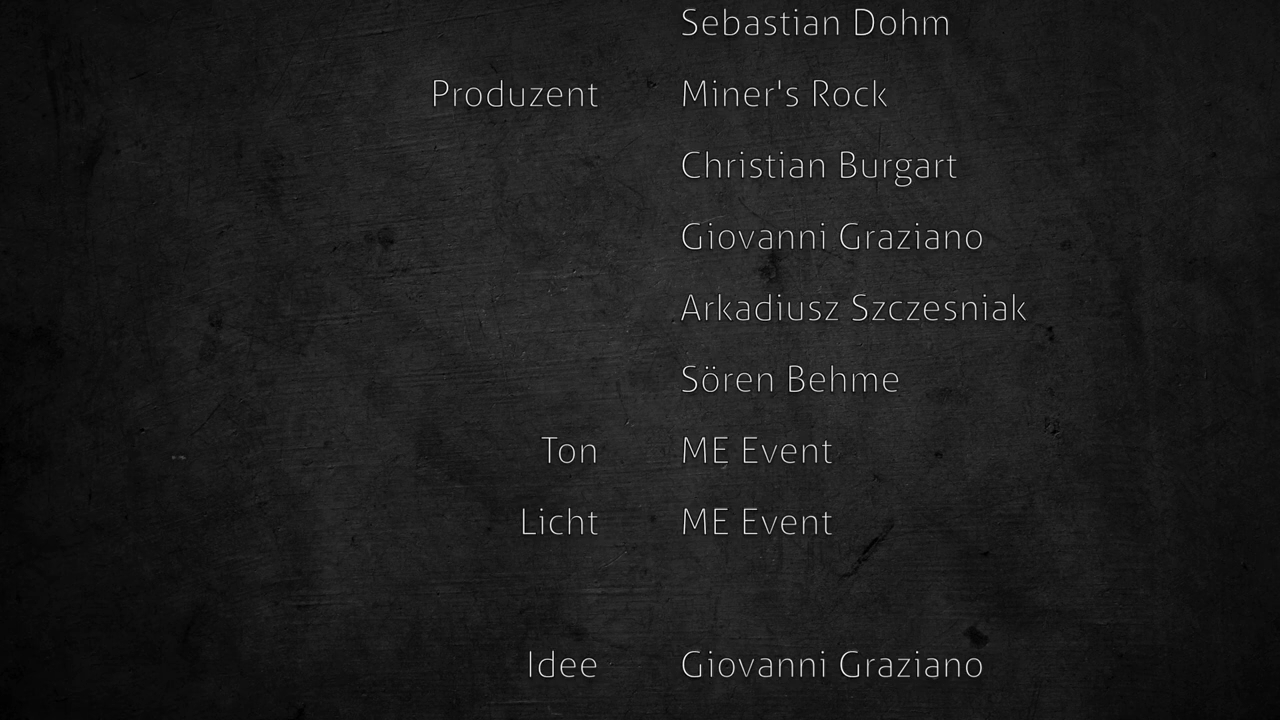 Sebastian Dohm
Produzent Miner's Rock
Christian Burgart
Giovanni Graziano
Arkadiusz Szczesniak
Sören Behme
Ton ME Event
Licht ME Event
Idee Giovanni Graziano